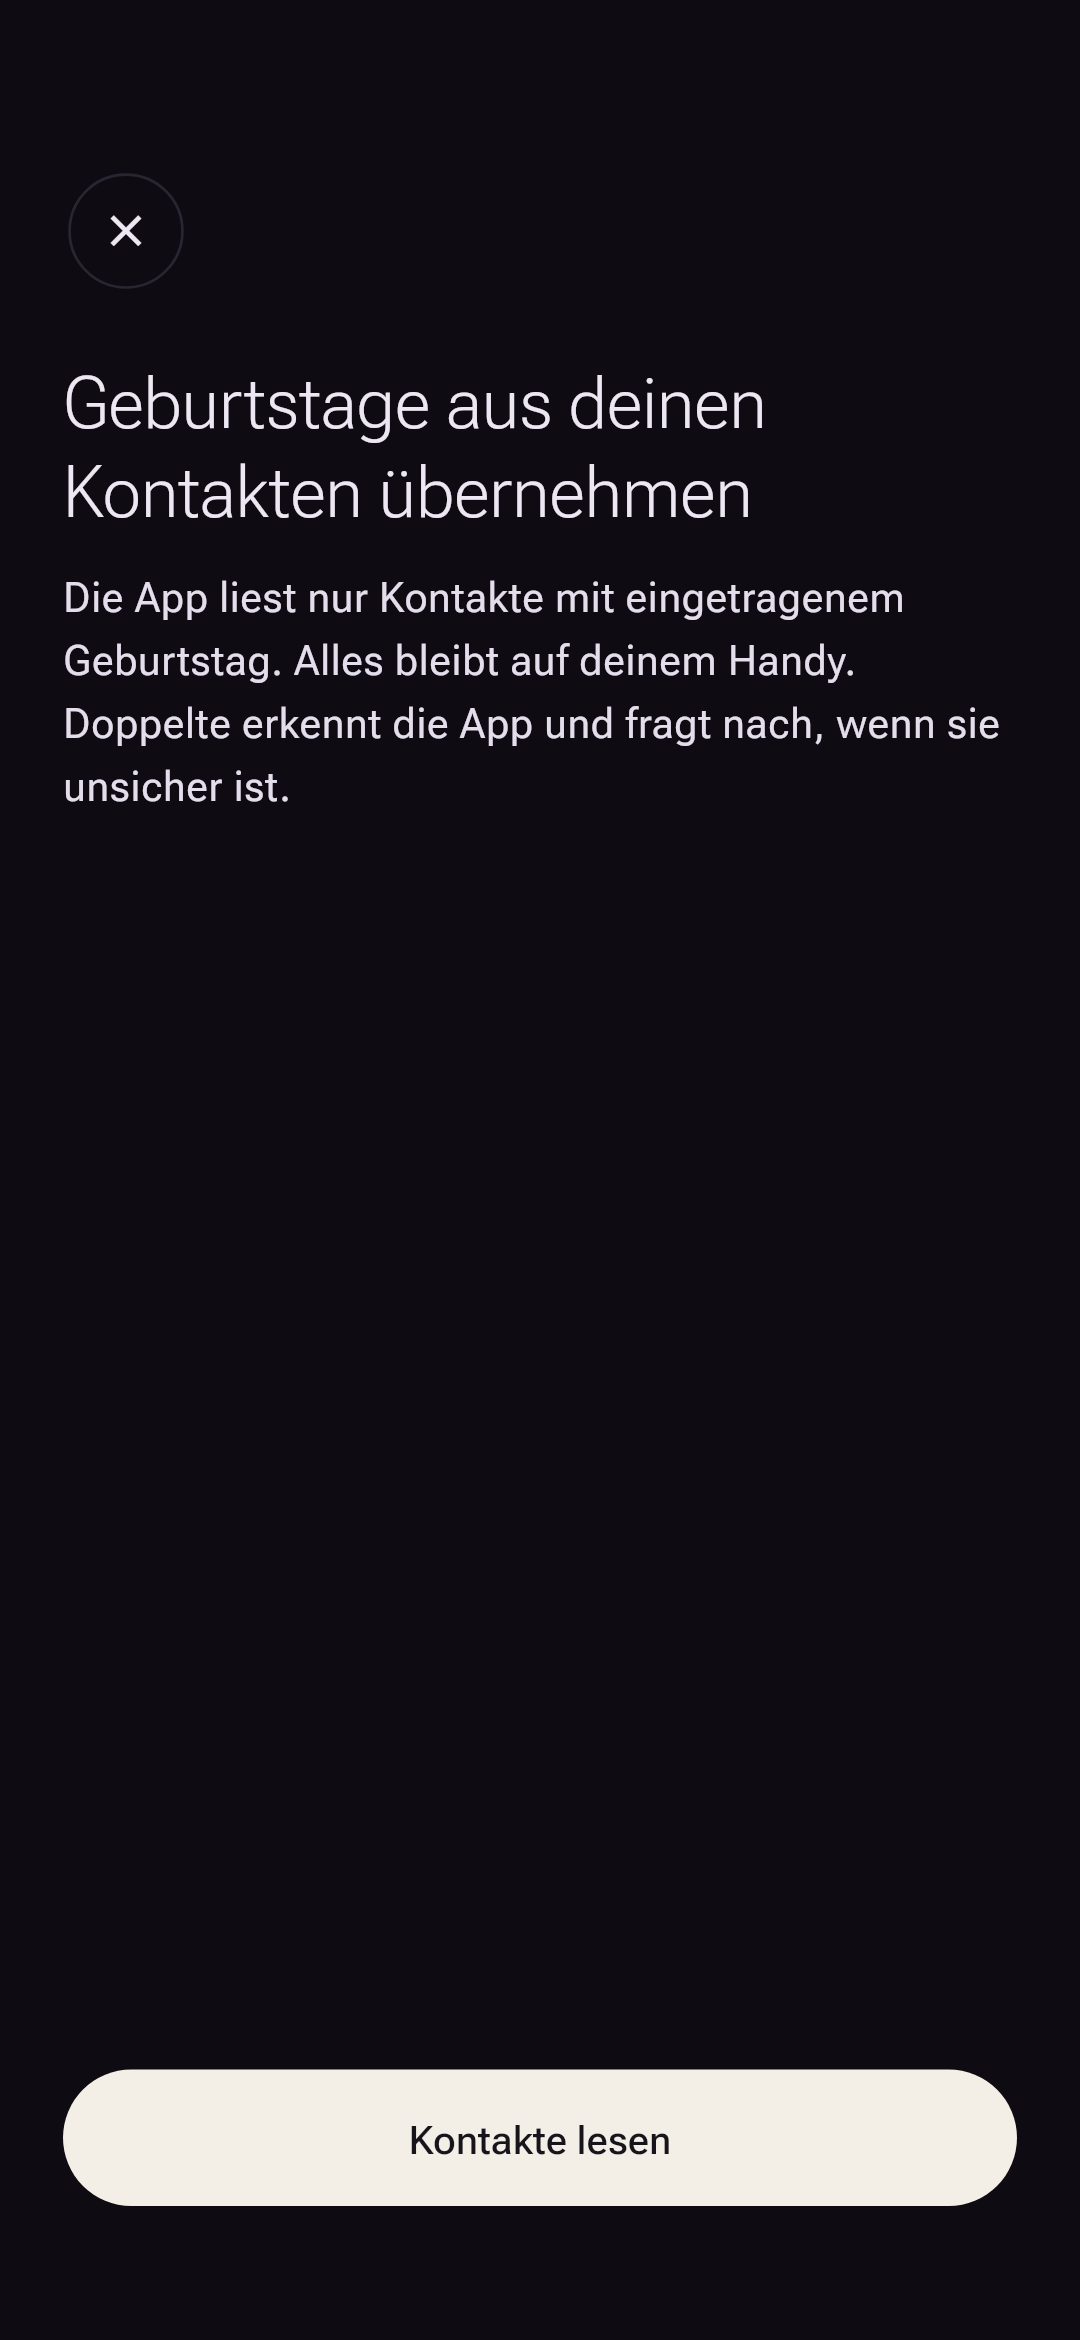 Geburtstage aus deinen
Kontakten übernehmen
Die App liest nur Kontakte mit eingetragenem
Geburtstag. Alles bleibt auf deinem Handy.
Doppelte erkennt die App und fragt nach, wenn sie
unsicher ist.
Kontakte lesen